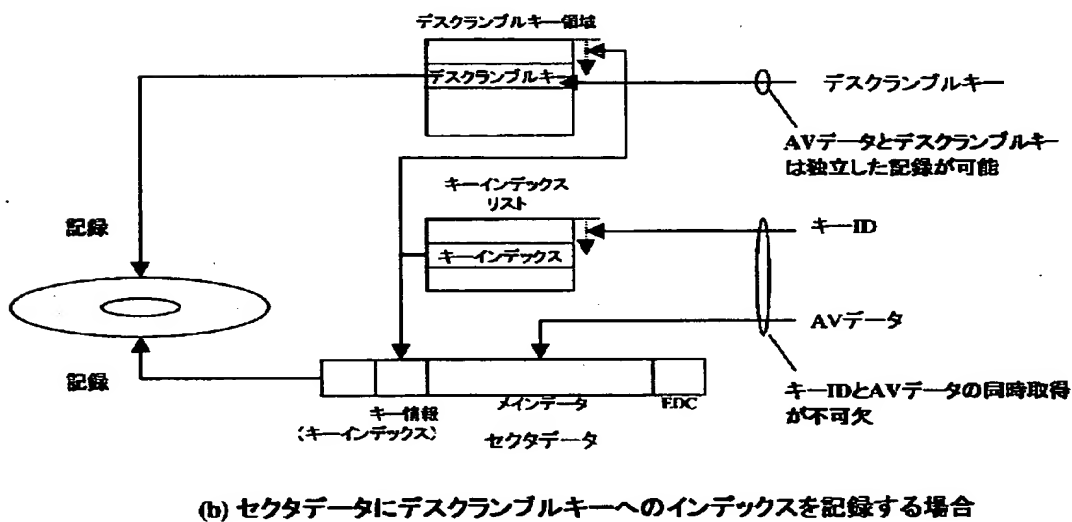 デスクランブルキー領域
デスクランブルキー
デスクランブルキー
AVデータとデスクランブルキー
は独立した記録が可能
キーインデックス
リスト
記録
キーID
キーインデックス
AVデータ
記録
キー情報
(キーインデックス)
メインデータ
EDC
セクタデータ
キーIDとAVデータの同時取得
が不可欠
(b) セクタデータにデスクランブルキーへのインデックスを記録する場合